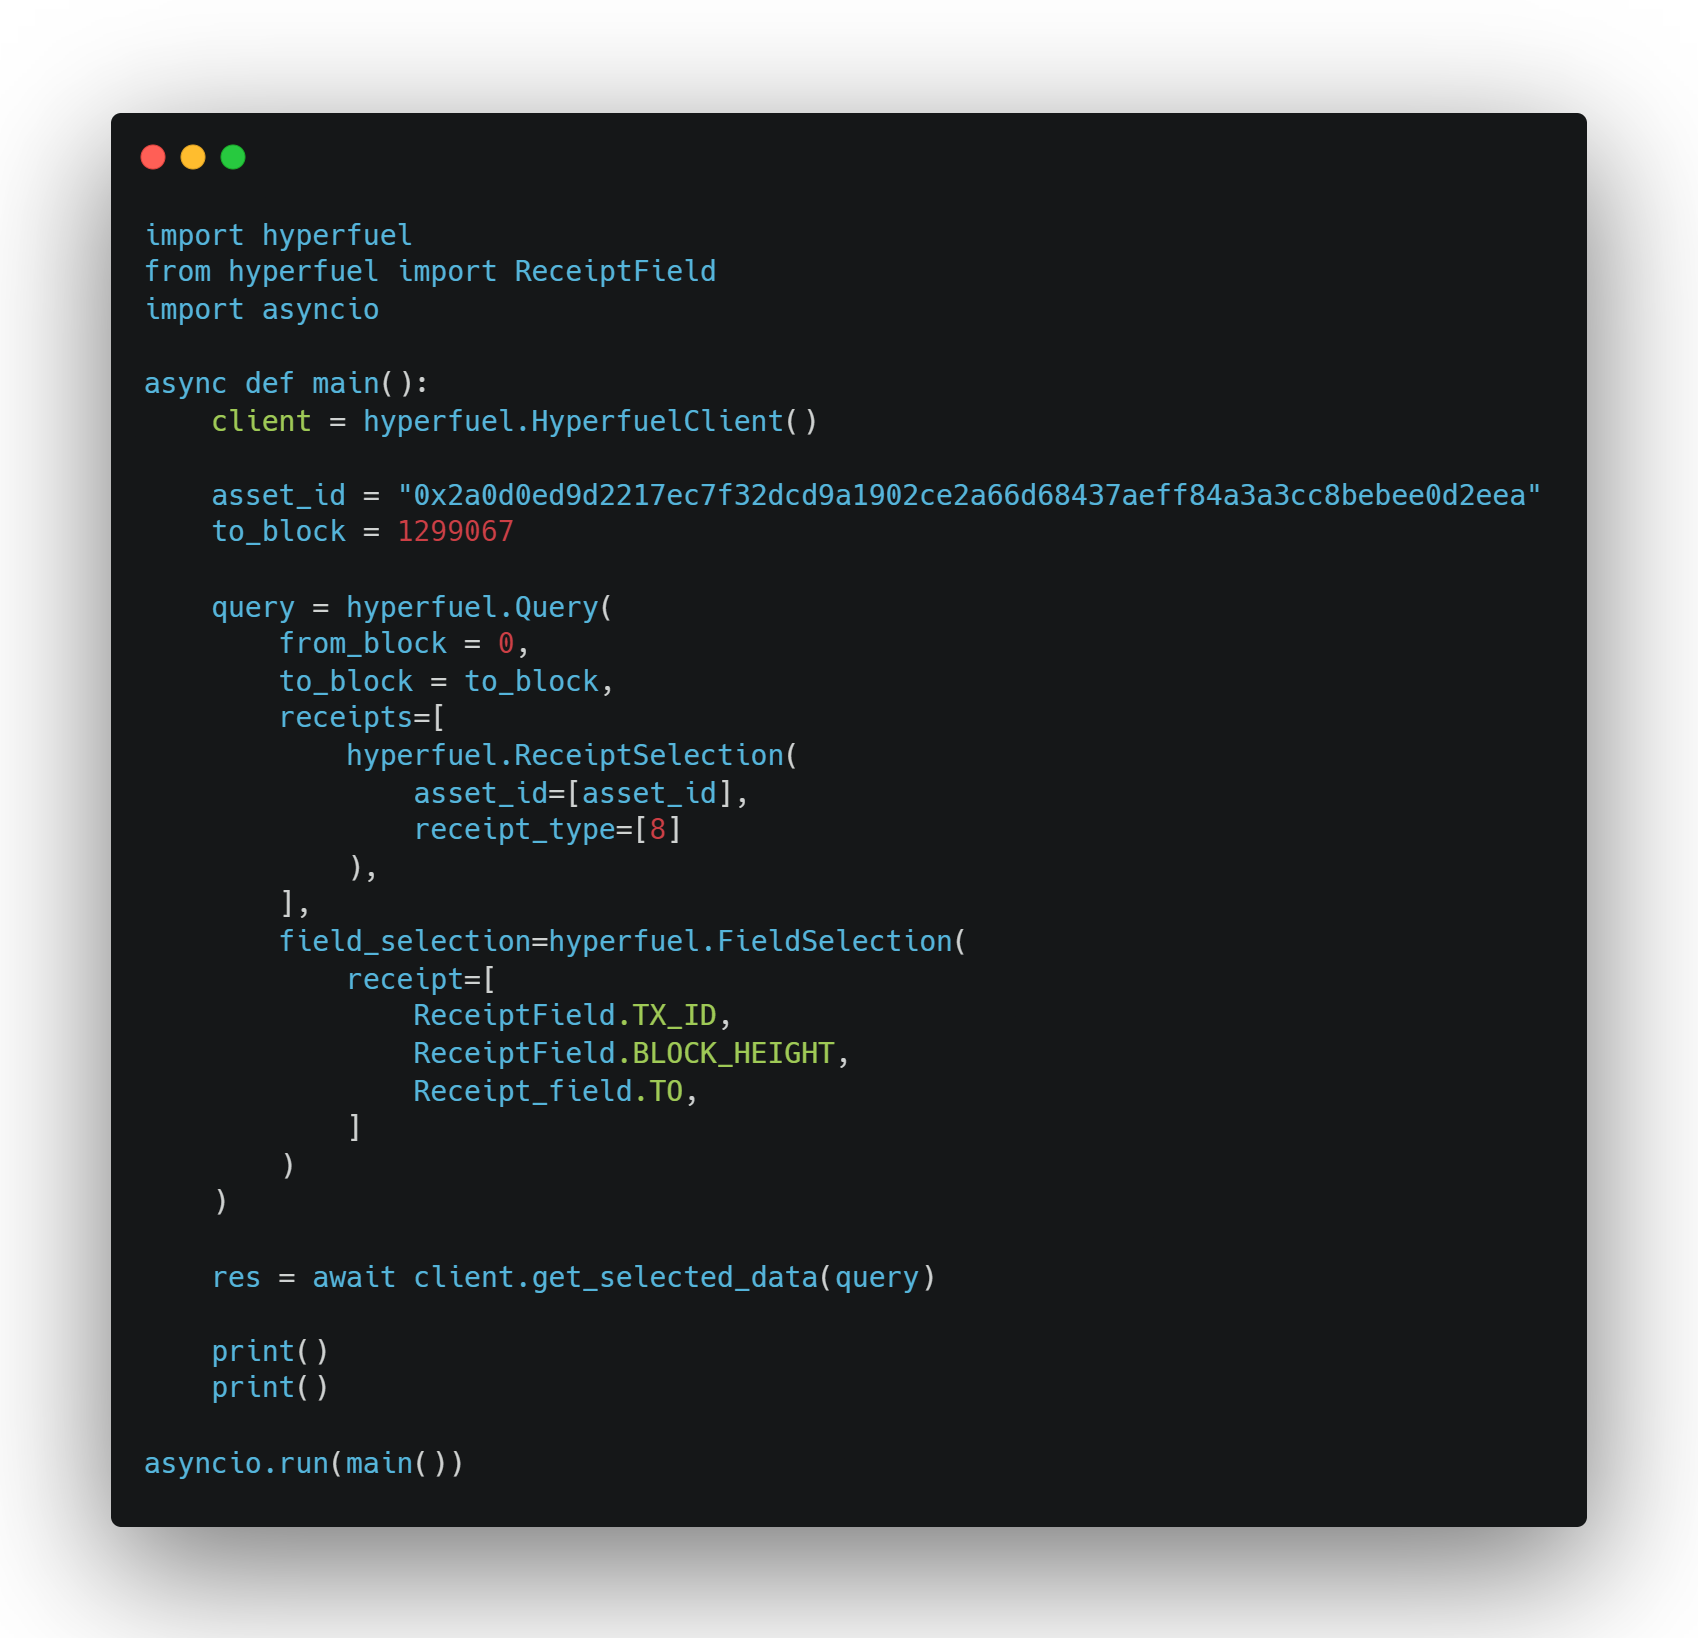 import hyperfuel
from hyperfuel import ReceiptField
import asyncio

async def main():
    client = hyperfuel.HyperfuelClient()

    asset_id = "0x2a0d0ed9d2217ec7f32dcd9a1902ce2a66d68437aeff84a3a3cc8bebee0d2eea"
    to_block = 1299067

    query = hyperfuel.Query(
        from_block = 0,
        to_block = to_block,
        receipts=[
            hyperfuel.ReceiptSelection(
                asset_id=[asset_id],
                receipt_type=[8]
            ),
        ],
        field_selection=hyperfuel.FieldSelection(
            receipt=[
                ReceiptField.TX_ID,
                ReceiptField.BLOCK_HEIGHT,
                Receipt_field.TO,
            ]
        )
    )

    res = await client.get_selected_data(query)

    print()
    print()

asyncio.run(main())